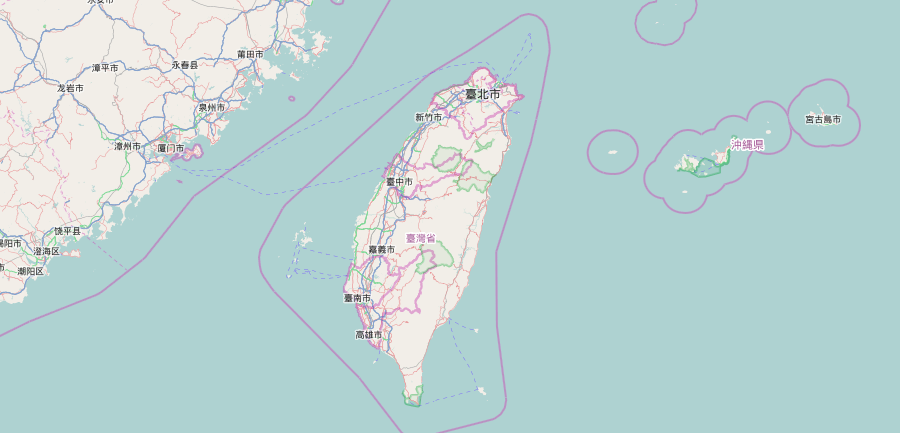 永安市
莆田市
永春县
漳平市
龙岩市
臺北市
泉州市
新竹市
宮古島市
漳州市
厦门市
沖縄県
臺中市
饶平县
臺灣省
揭阳市
澄海区
嘉義市
市
潮阳区
臺南市
高雄市